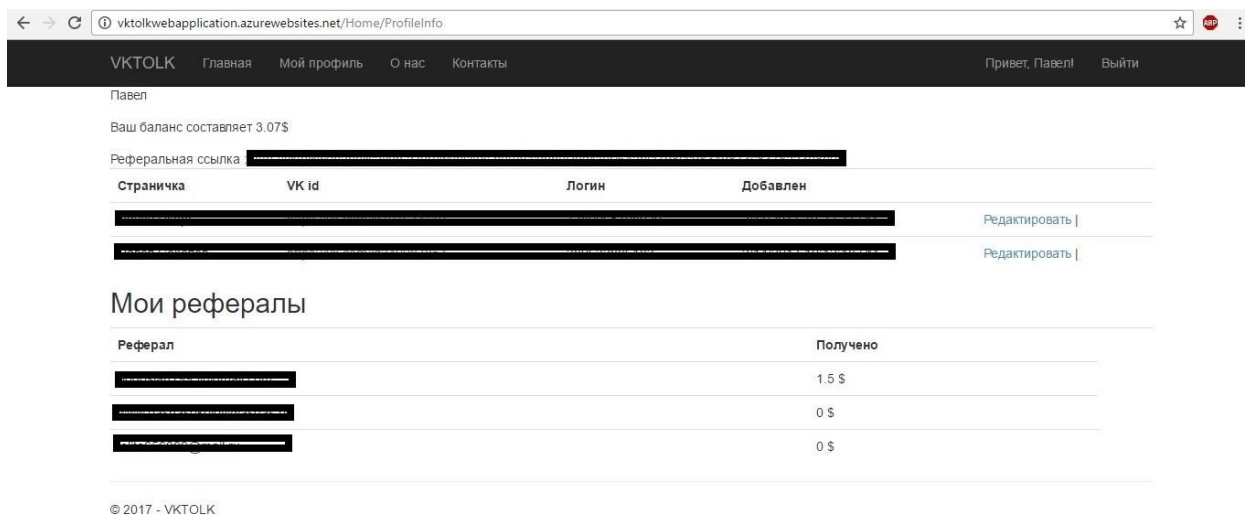 vktolkwebapplication.azurewebsites.net/Home/ProfileInfo
ABP
VKTOLK Главная Мой профиль О нас Контакты Привет, Павел! Выйти
Павел
Ваш баланс составляет 3.07$
Реферальная ссылка :
Страничка VK id Логин Добавлен
Редактировать |
Редактировать |
Мои рефералы
Реферал Получено
1.5 $
0 $
0 $
© 2017 - VKTOLK